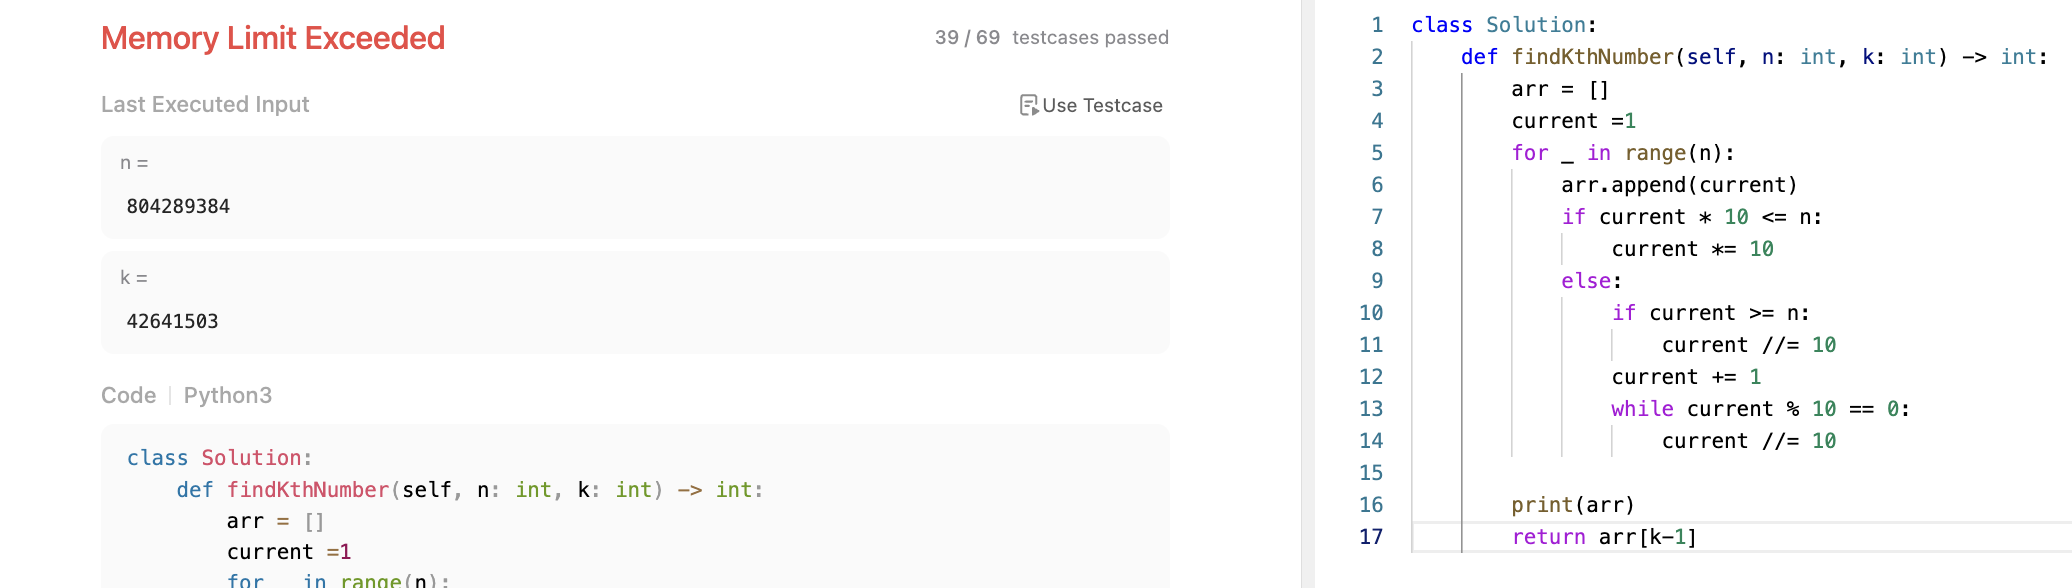 Memory Limit Exceeded
39 / 69 testcases passed
Last Executed Input
Use Testcase
n =
804289384
k =
42641503
Code | Python3
class Solution:
    def findKthNumber(self, n: int, k: int) -> int:
        arr = []
        current =1
        for _ in range(n):
1 class Solution:
2     def findKthNumber(self, n: int, k: int) -> int:
3         arr = []
4         current =1
5         for _ in range(n):
6             arr.append(current)
7             if current * 10 <= n:
8                 current *= 10
9             else:
10                 if current >= n:
11                     current //= 10
12                 current += 1
13                 while current % 10 == 0:
14                     current //= 10
15
16         print(arr)
17         return arr[k-1]